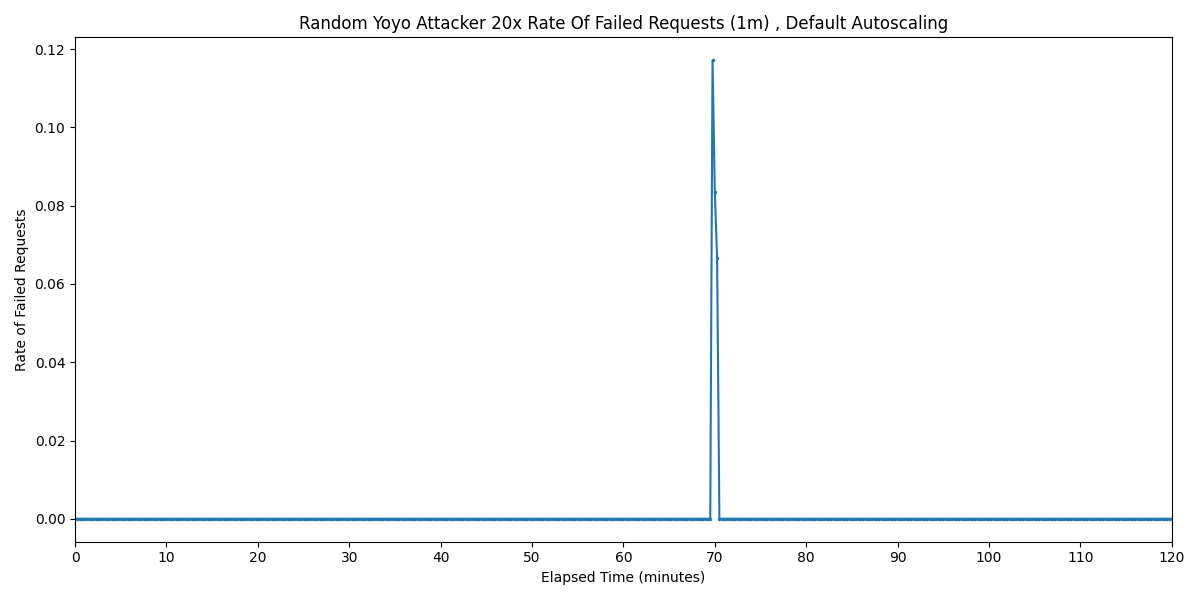 Random Yoyo Attacker 20x Rate Of Failed Requests (1m) , Default Autoscaling
0.12
0.10
0.08
0.06
0.04
0.02
0.00
Rate of Failed Requests
0 10 20 30 40 50 60 70 80 90 100 110 120
Elapsed Time (minutes)